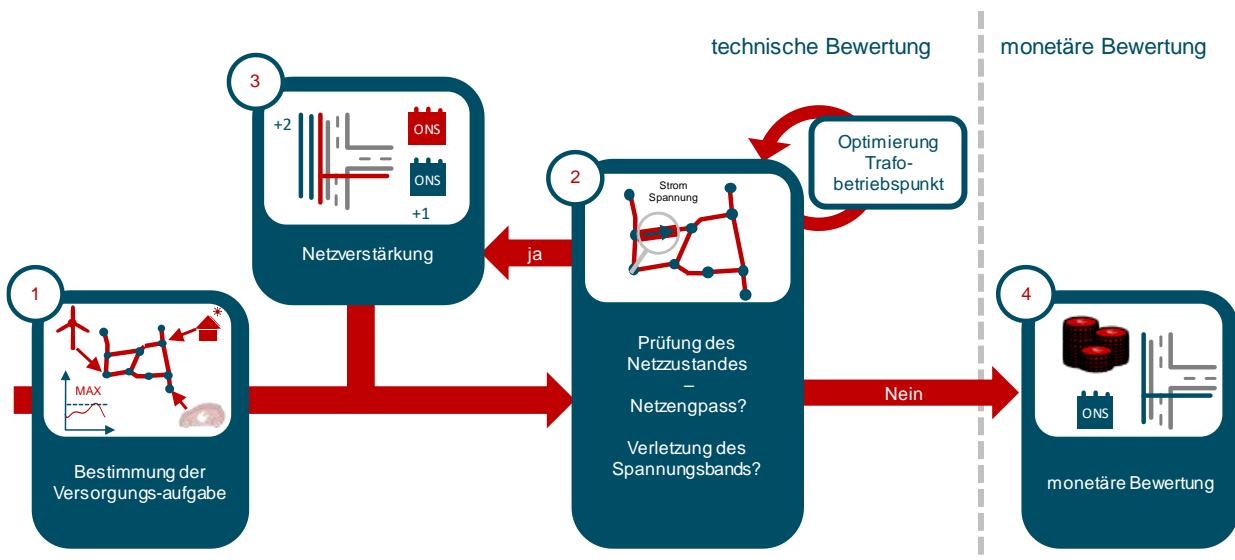 technische Bewertung
monetäre Bewertung
3
+2
ONS
ONS
+1
Netzverstärkung
ja
2
Strom
Spannung
Optimierung
Trafo-
betriebspunkt
Prüfung des
Netzzustandes
–
Netzengpass?
Verletzung des
Spannungsbands?
1
MAX
Bestimmung der
Versorgungs-aufgabe
Nein
4
ONS
monetäre Bewertung